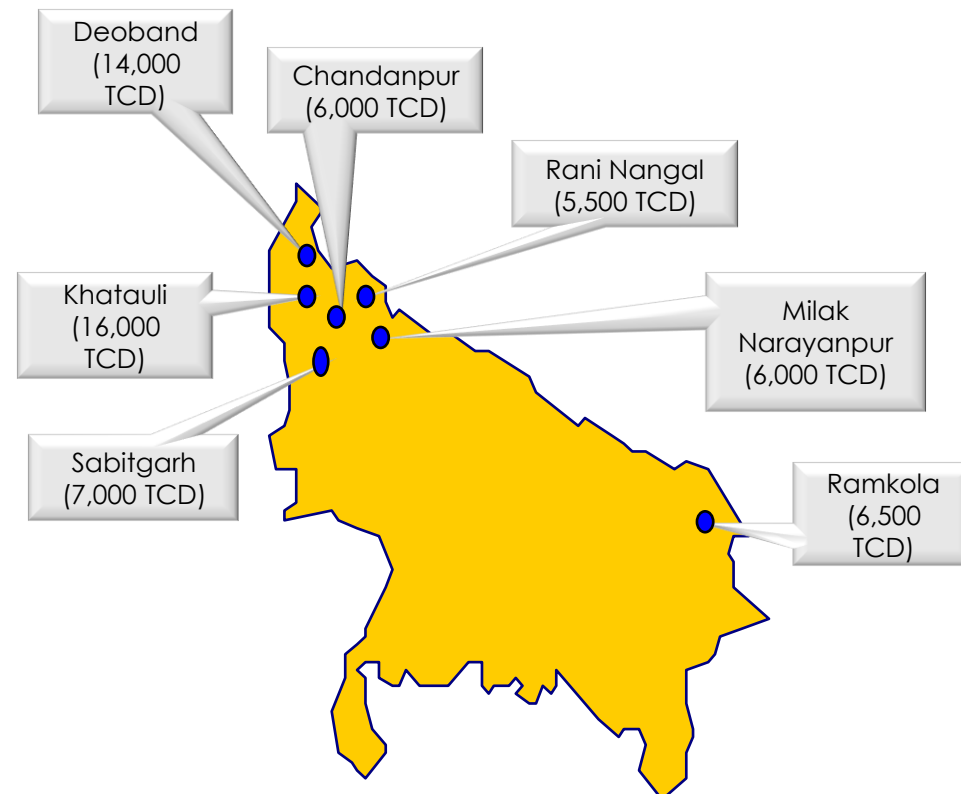 Deoband
(14,000
TCD)
Chandanpur
(6,000 TCD)
Rani Nangal
(5,500 TCD)
Khatauli
(16,000
TCD)
Milak
Narayanpur
(6,000 TCD)
Sabitgarh
(7,000 TCD)
Ramkola
(6,500
TCD)